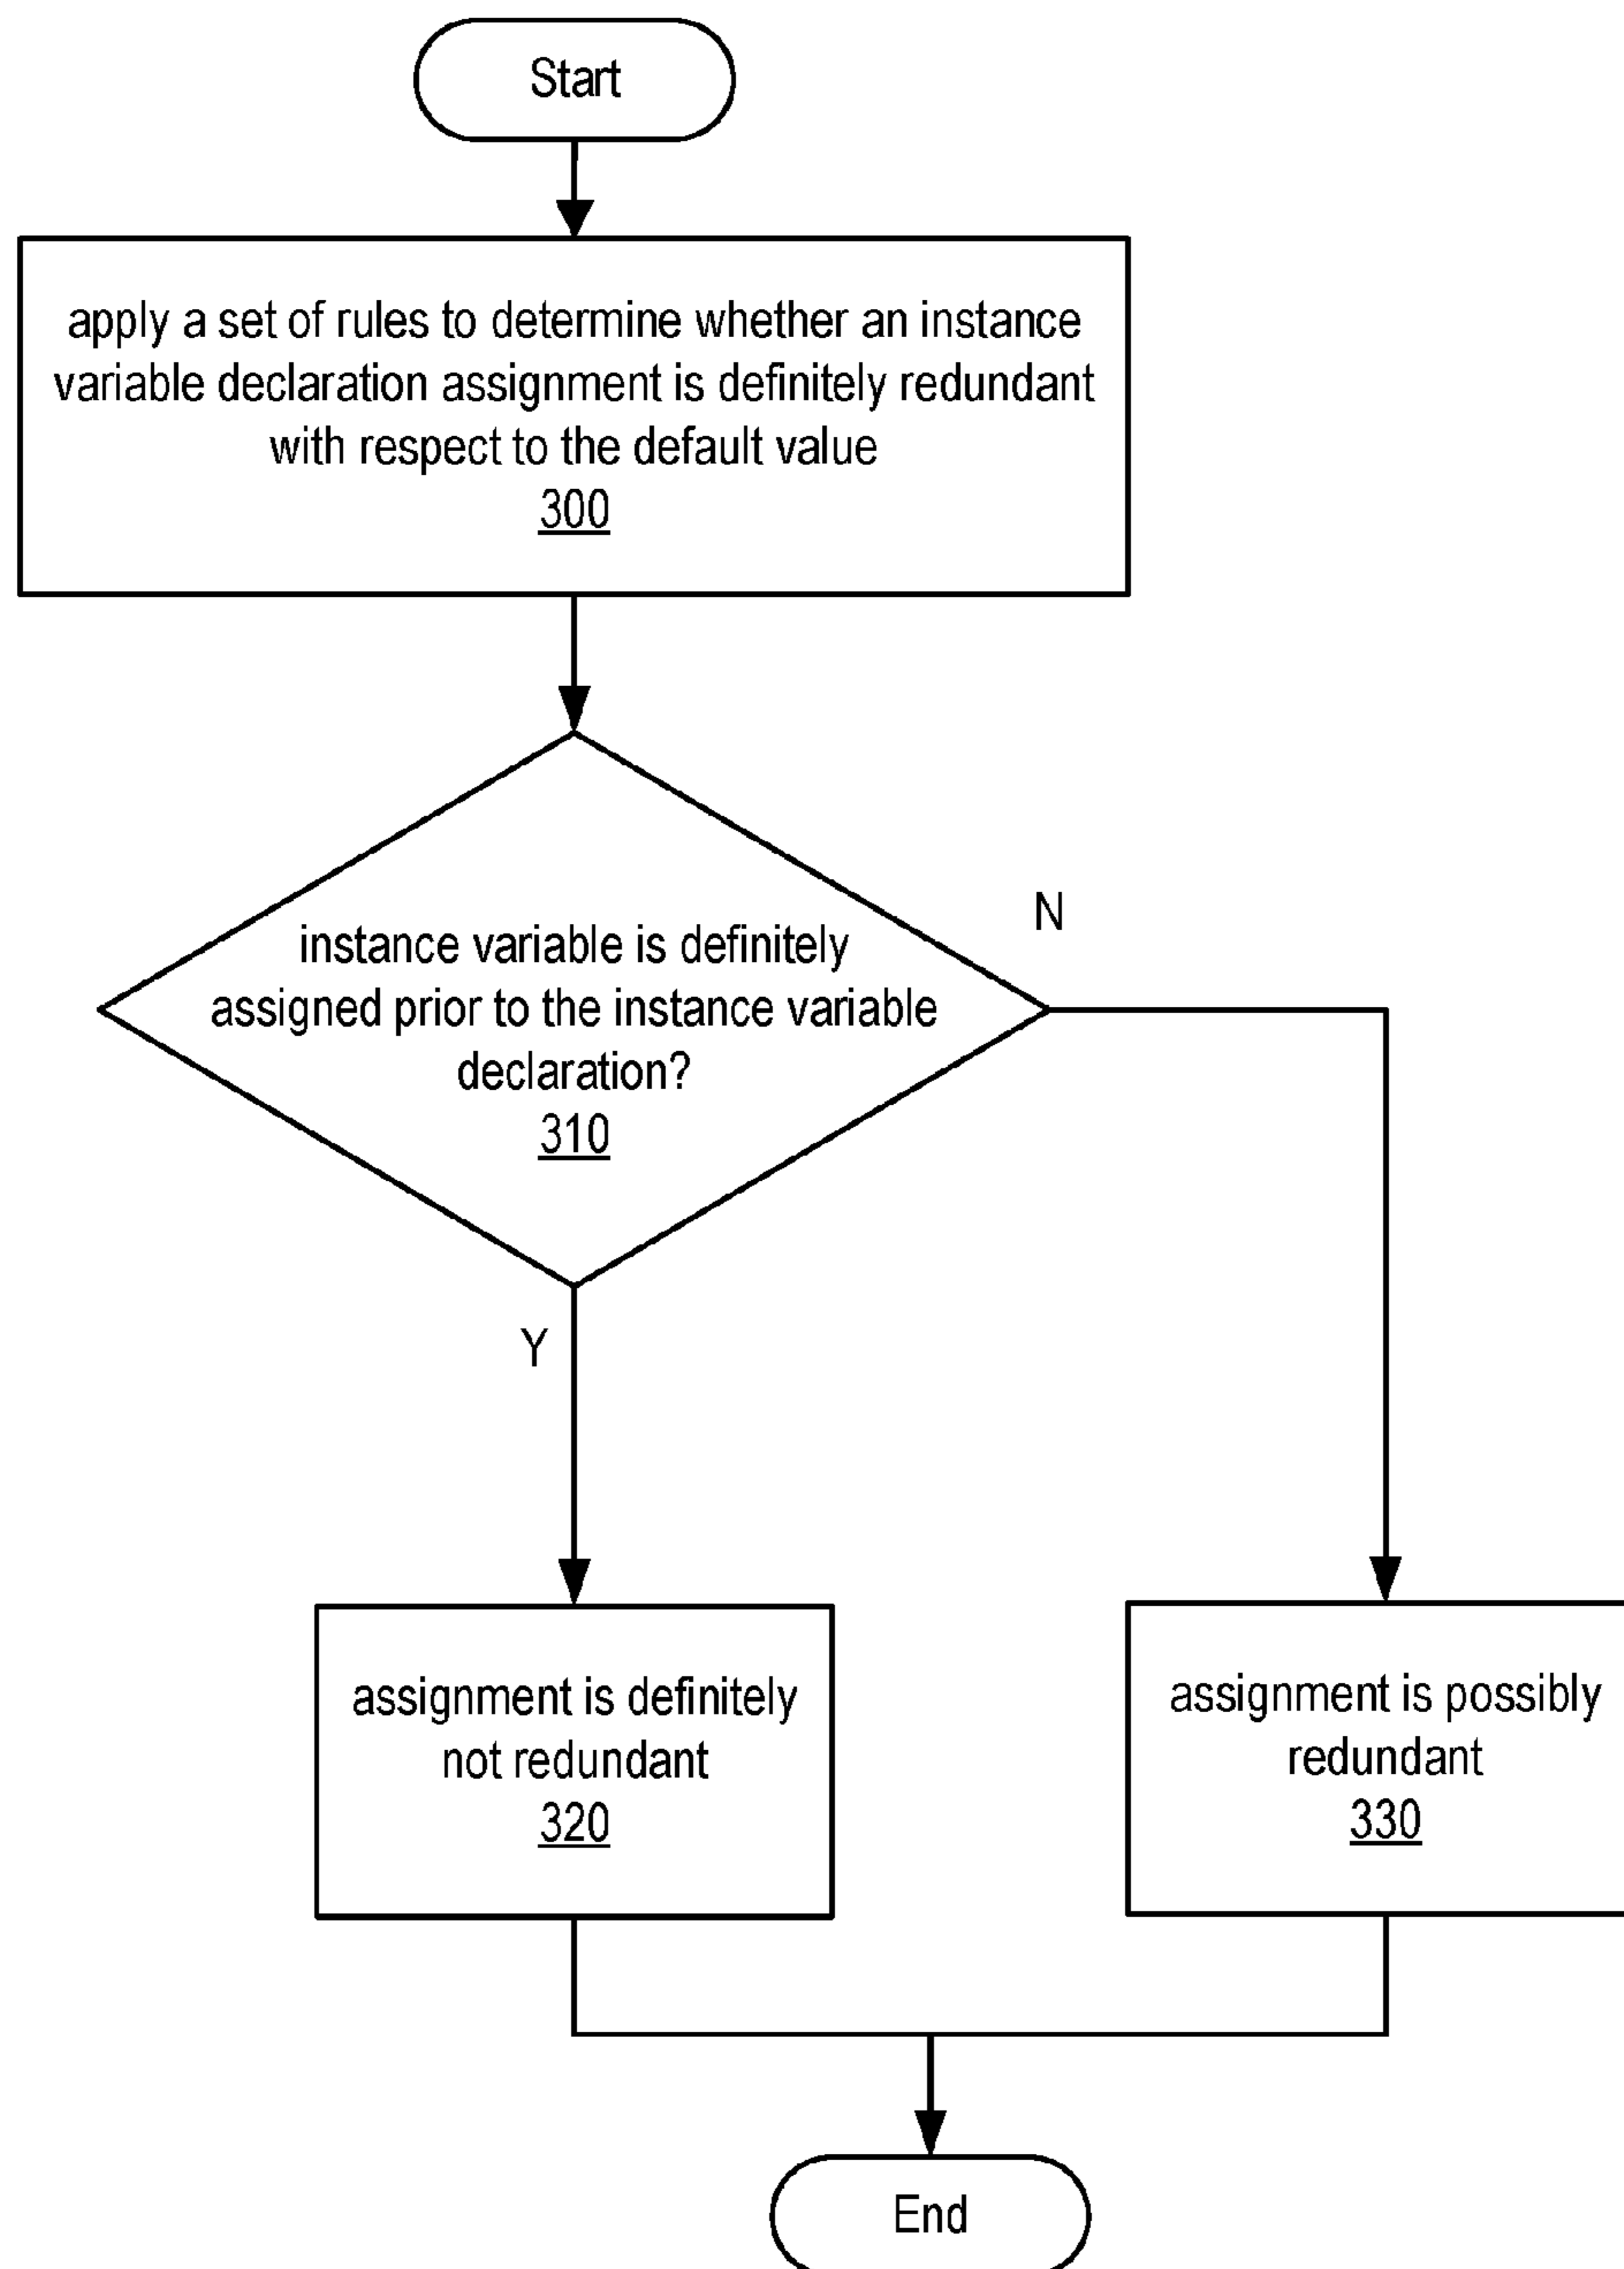 Start
apply a set of rules to determine whether an instance
variable declaration assignment is definitely redundant
with respect to the default value
300
instance variable is definitely
assigned prior to the instance variable
declaration?
310
N
Y
assignment is definitely
not redundant
320
assignment is possibly
redundant
330
End